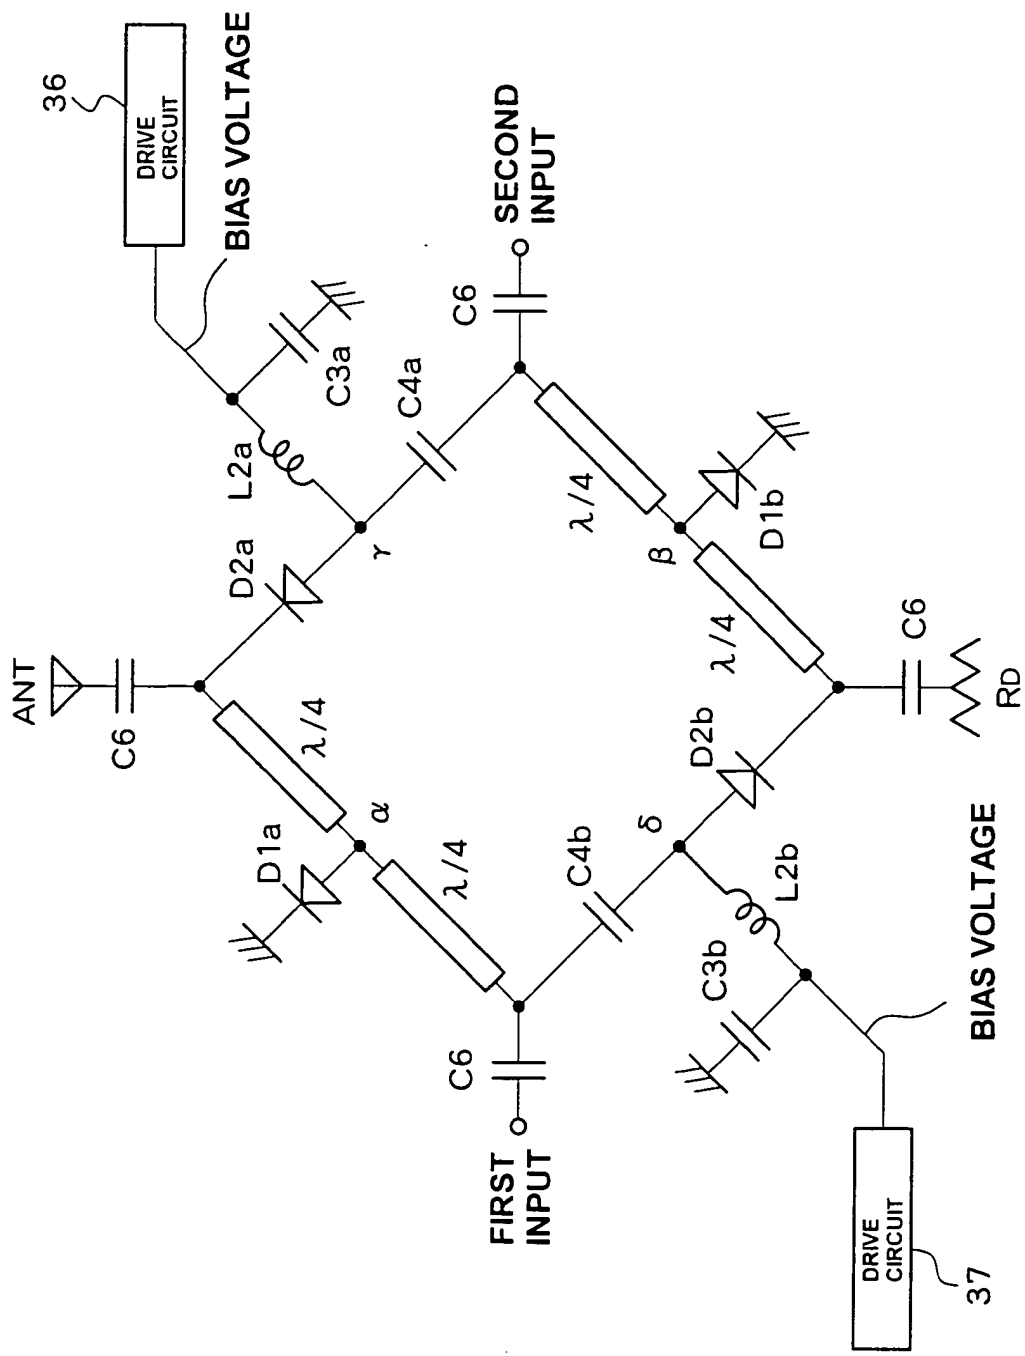 36
DRIVE
CIRCUIT
BIAS VOLTAGE
SECOND
INPUT
C6
C3a
C4a
L2a
γ
D2a
λ/4
β
D1b
ANT
C6
λ/4
C6
RD
λ/4
α
D2b
δ
D1a
λ/4
C4b
L2b
C3b
BIAS VOLTAGE
C6
FIRST
INPUT
DRIVE
CIRCUIT
37